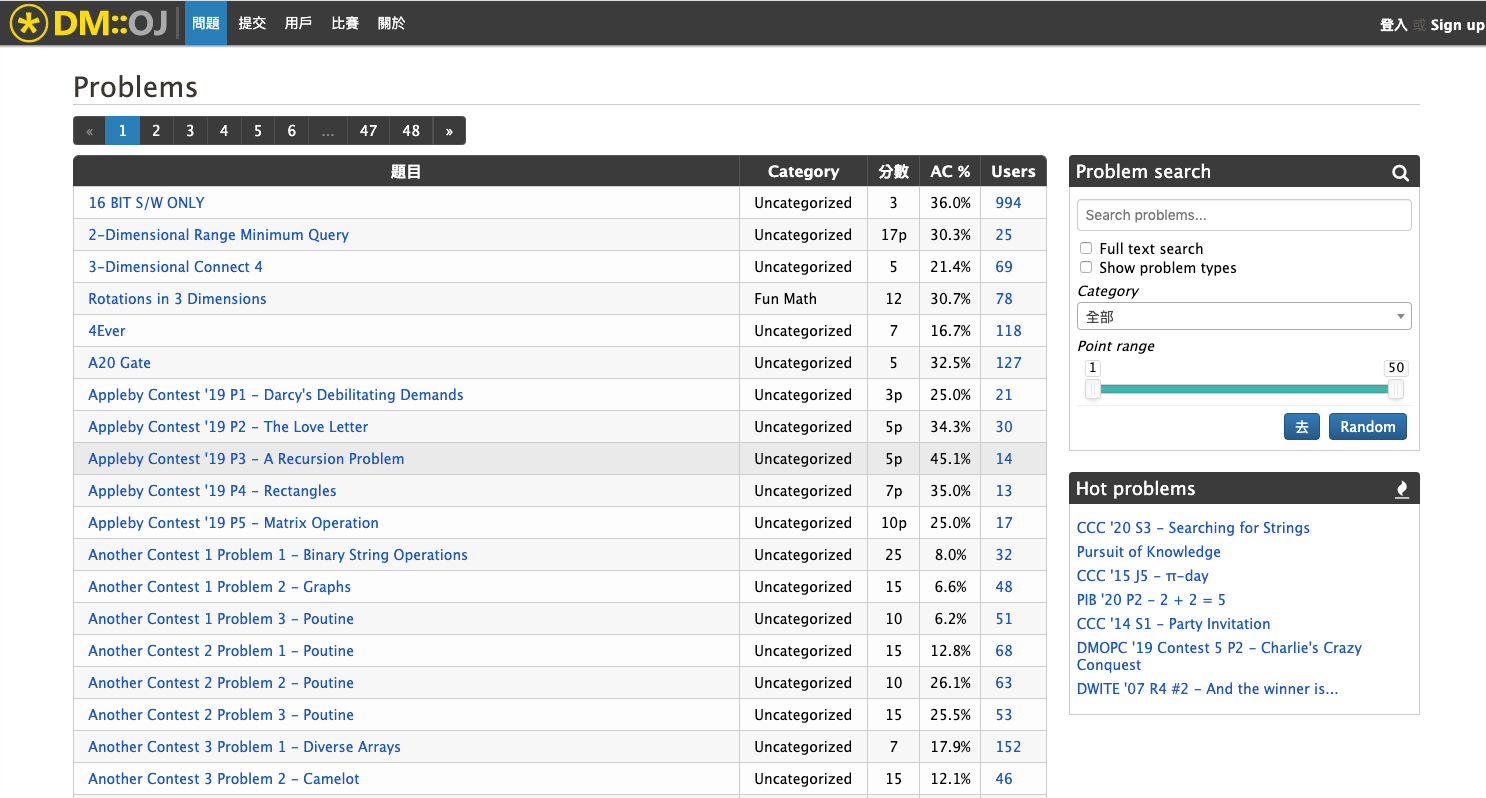 DM::OJ 問題 提交 用戶 比賽 關於 登入 或 Sign up
Problems
« 1 2 3 4 5 6 ... 47 48 »
題目 Category 分數 AC % Users
16 BIT S/W ONLY Uncategorized 3 36.0% 994
2-Dimensional Range Minimum Query Uncategorized 17p 30.3% 25
3-Dimensional Connect 4 Uncategorized 5 21.4% 69
Rotations in 3 Dimensions Fun Math 12 30.7% 78
4Ever Uncategorized 7 16.7% 118
A20 Gate Uncategorized 5 32.5% 127
Appleby Contest '19 P1 - Darcy's Debilitating Demands Uncategorized 3p 25.0% 21
Appleby Contest '19 P2 - The Love Letter Uncategorized 5p 34.3% 30
Appleby Contest '19 P3 - A Recursion Problem Uncategorized 5p 45.1% 14
Appleby Contest '19 P4 - Rectangles Uncategorized 7p 35.0% 13
Appleby Contest '19 P5 - Matrix Operation Uncategorized 10p 25.0% 17
Another Contest 1 Problem 1 - Binary String Operations Uncategorized 25 8.0% 32
Another Contest 1 Problem 2 - Graphs Uncategorized 15 6.6% 48
Another Contest 1 Problem 3 - Poutine Uncategorized 10 6.2% 51
Another Contest 2 Problem 1 - Poutine Uncategorized 15 12.8% 68
Another Contest 2 Problem 2 - Poutine Uncategorized 10 26.1% 63
Another Contest 2 Problem 3 - Poutine Uncategorized 15 25.5% 53
Another Contest 3 Problem 1 - Diverse Arrays Uncategorized 7 17.9% 152
Another Contest 3 Problem 2 - Camelot Uncategorized 15 12.1% 46
Problem search
Search problems...
Full text search
Show problem types
Category
全部
Point range
1 50
去 Random
Hot problems
CCC '20 S3 - Searching for Strings
Pursuit of Knowledge
CCC '15 J5 - π-day
PIB '20 P2 - 2 + 2 = 5
CCC '14 S1 - Party Invitation
DMOPC '19 Contest 5 P2 - Charlie's Crazy
Conquest
DWITE '07 R4 #2 - And the winner is...